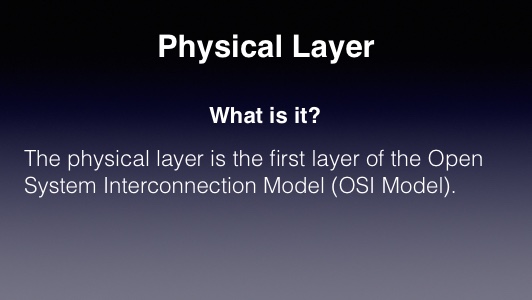 Physical Layer
What is it?
The physical layer is the first layer of the Open
System Interconnection Model (OSI Model).